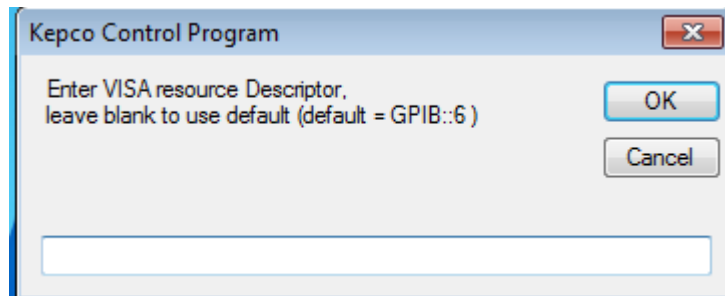 Kepco Control Program
Enter VISA resource Descriptor,
leave blank to use default (default = GPIB::6 )
OK
Cancel